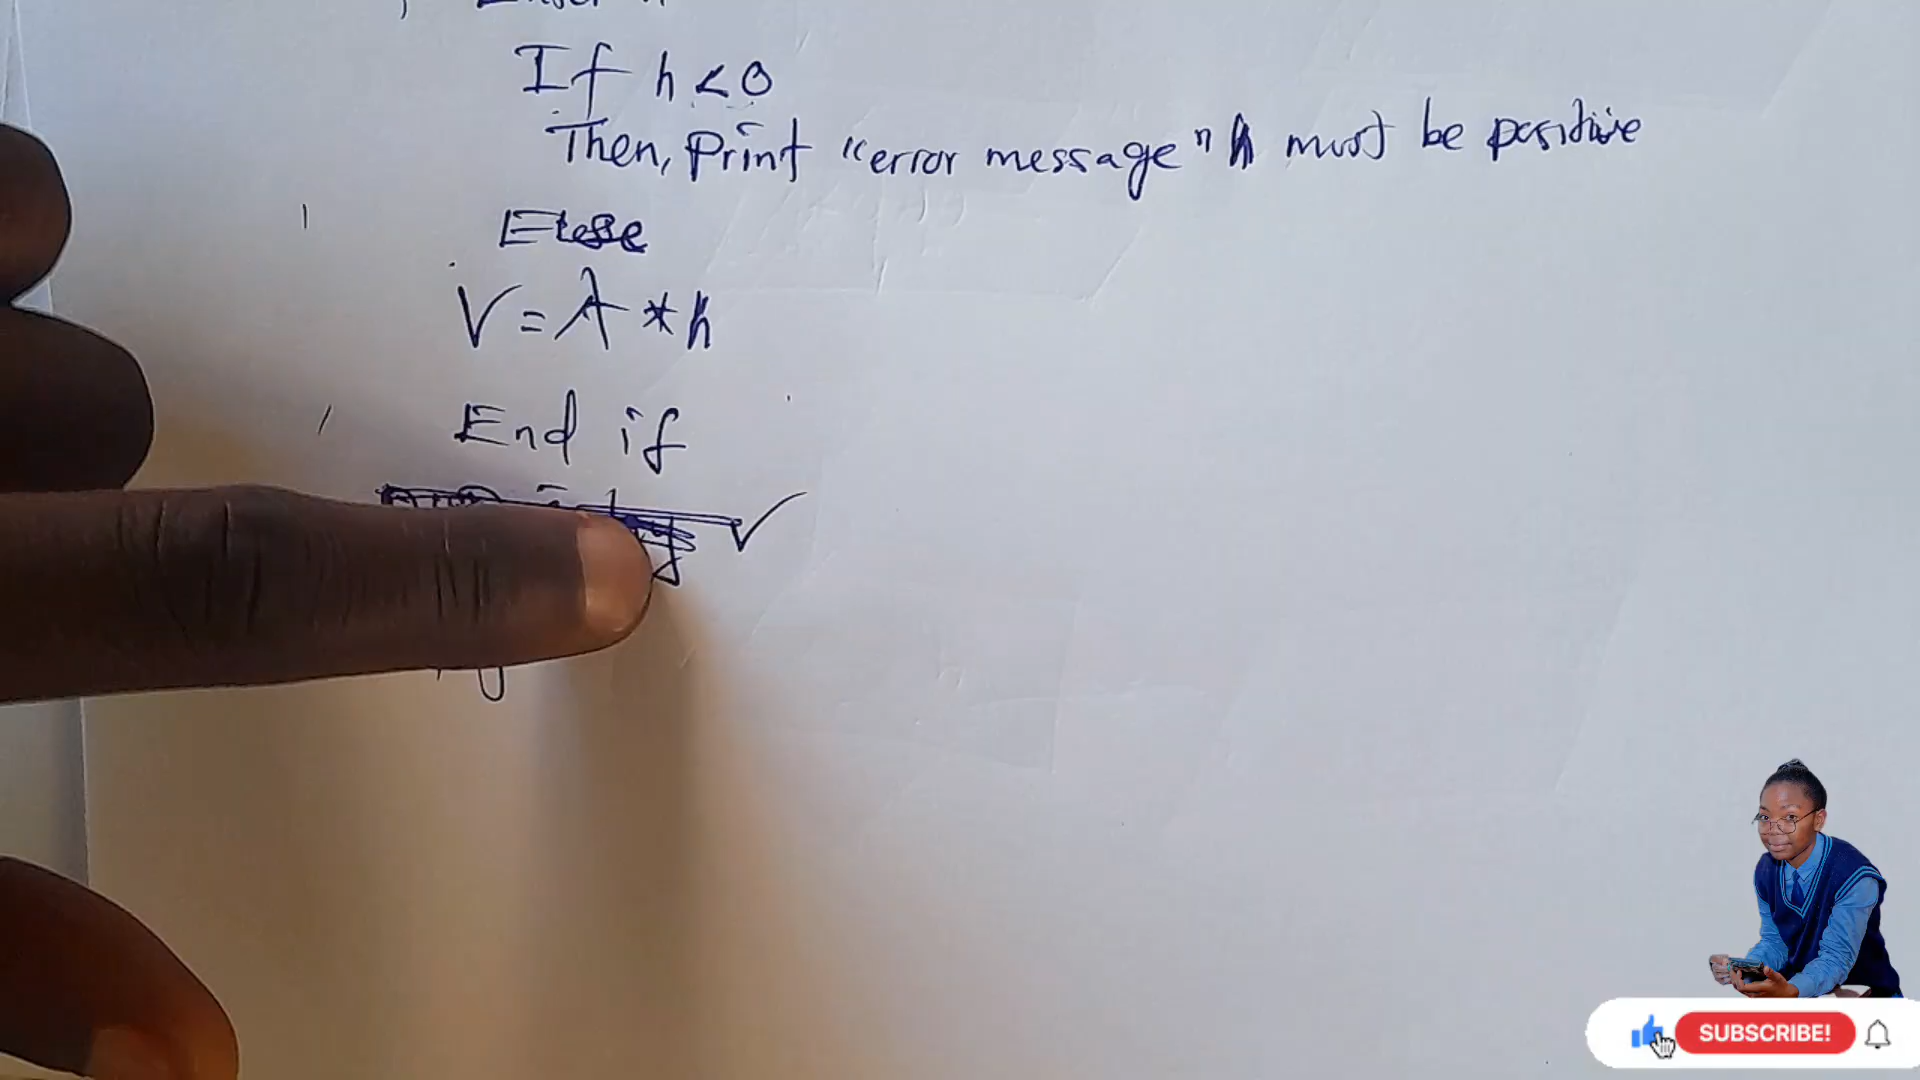 If h < 0
Then, Print "error message" h must be positive
Else
V = A * h
End if
V
SUBSCRIBE!